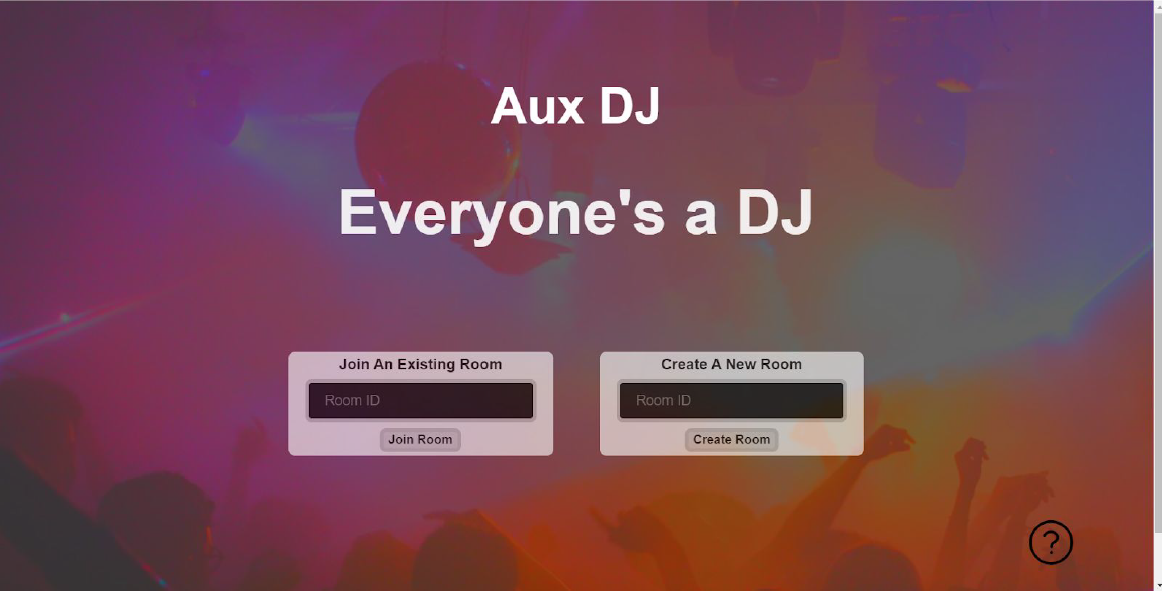 Aux DJ
Everyone's a DJ
Join An Existing Room
Room ID
Join Room
Create A New Room
Room ID
Create Room
?